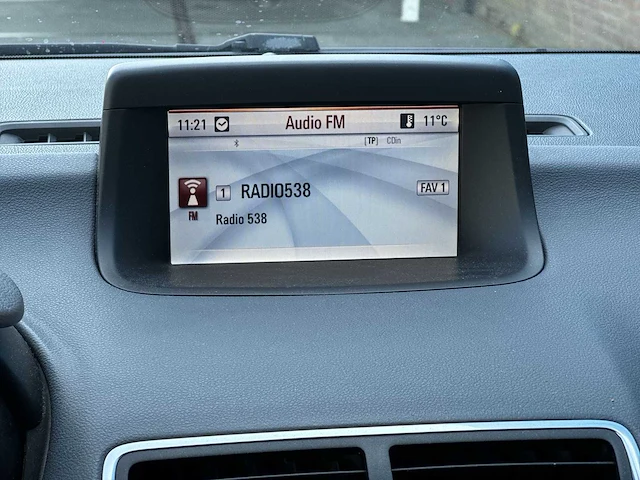 11:21 Audio FM 11°C
[TP] CDin
1 RADIO538 FAV 1
FM Radio 538